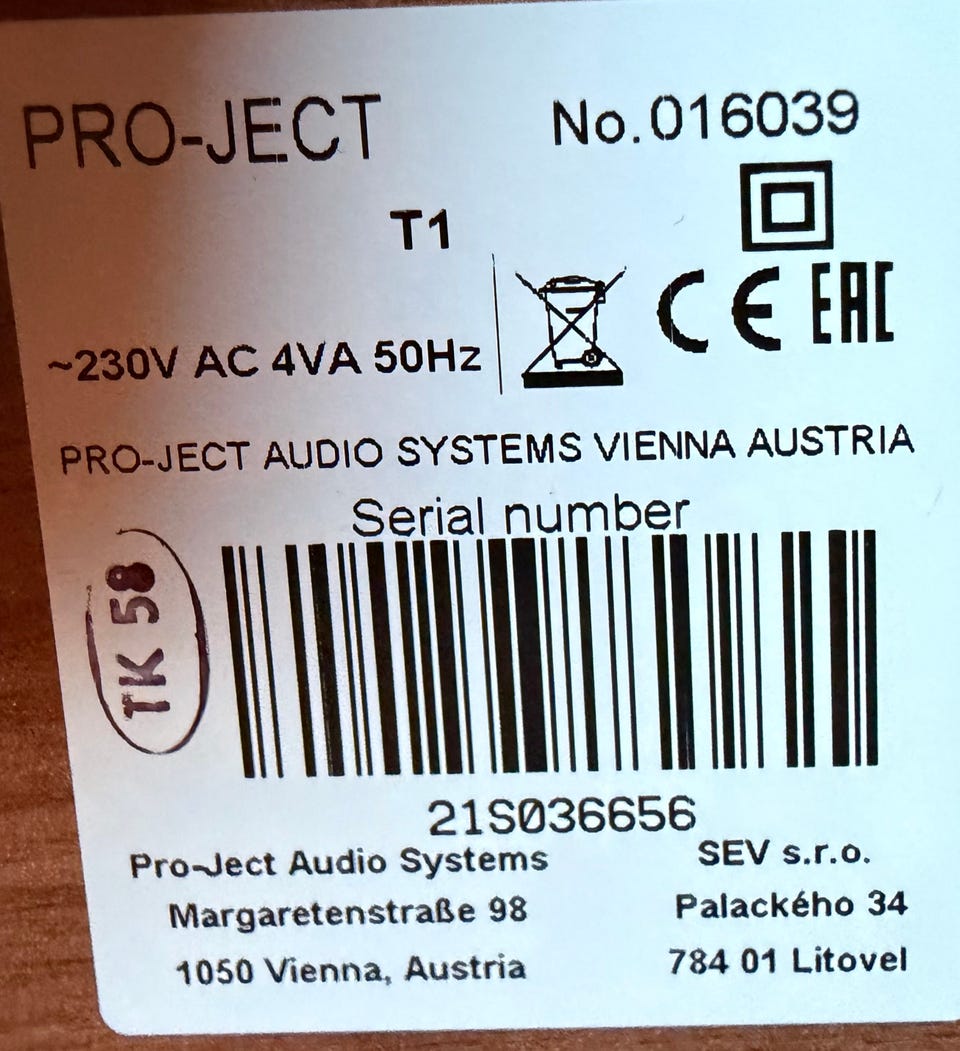 PRO-JECT No.016039
T1
CE EAC
~230V AC 4VA 50Hz
PRO-JECT AUDIO SYSTEMS VIENNA AUSTRIA
Serial number
TK 58
21S036656
Pro-Ject Audio Systems SEV s.r.o.
Margaretenstraße 98 Palackého 34
1050 Vienna, Austria 784 01 Litovel